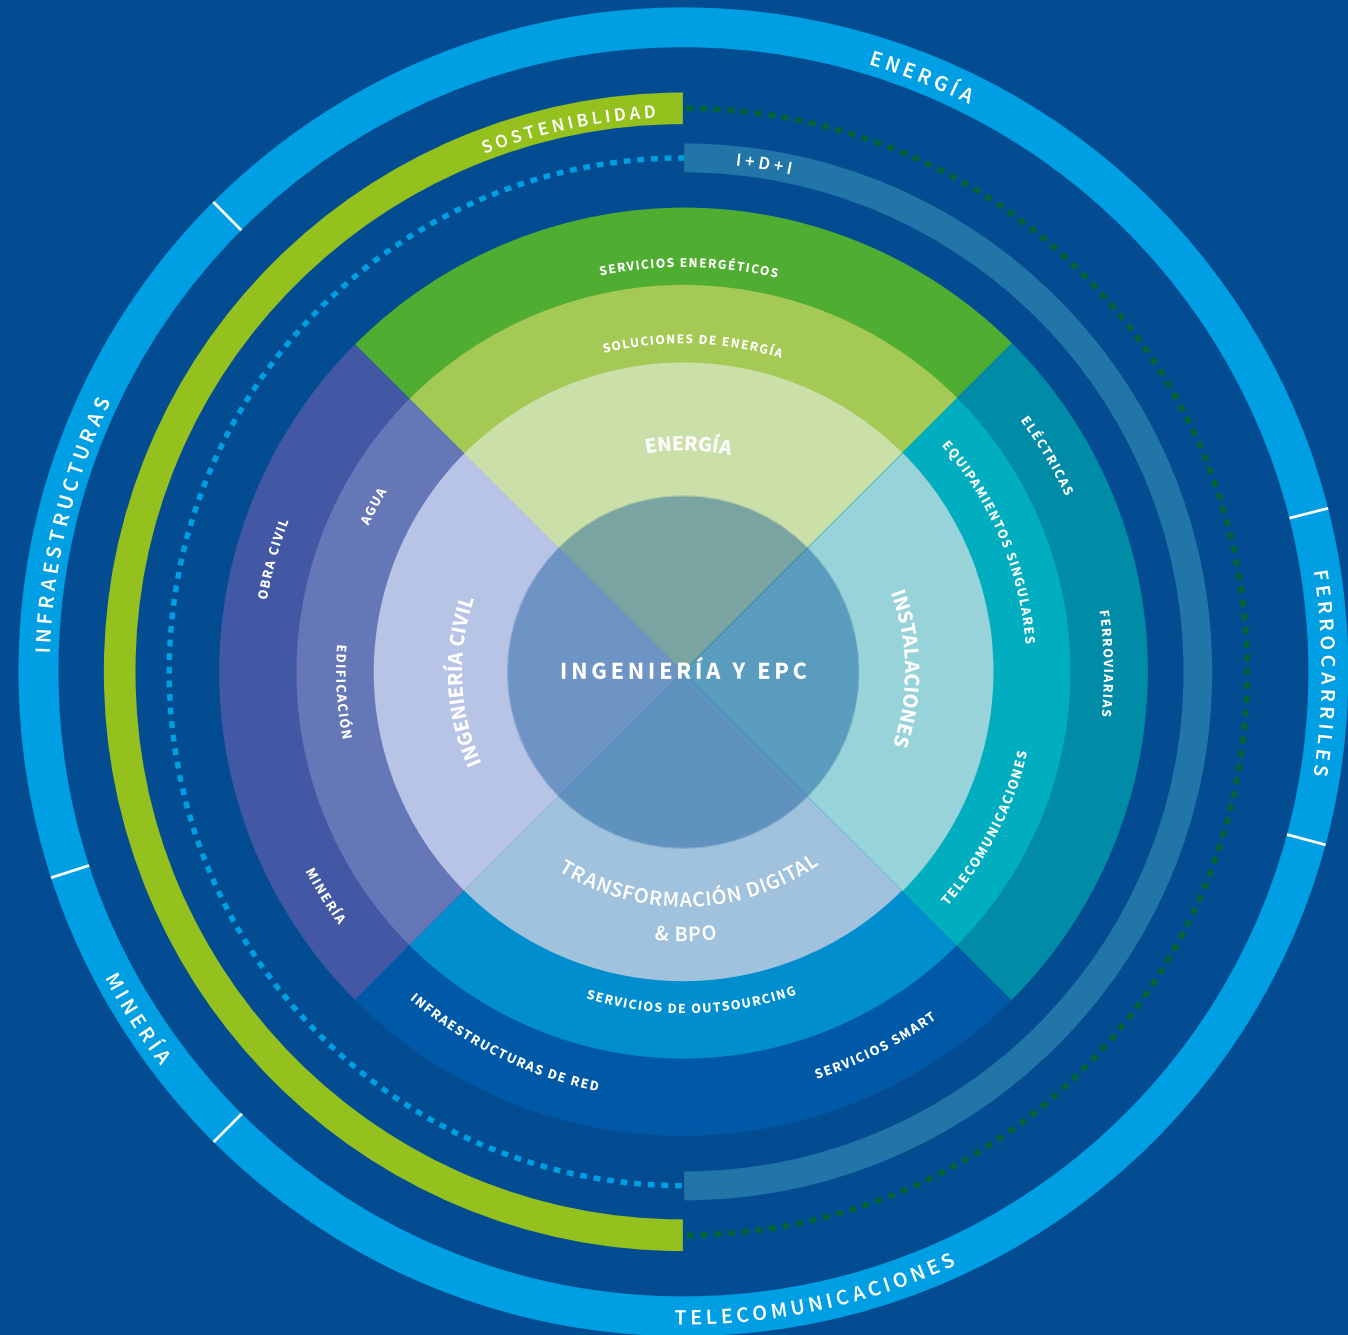 ENERGÍA
SOSTENIBLIDAD
I+D+I
SERVICIOS ENERGÉTICOS
SOLUCIONES DE ENERGÍA
ENERGÍA
INFRAESTRUCTURAS
OBRA CIVIL
AGUA
EDIFICACIÓN
MINERÍA
INGENIERÍA CIVIL
INGENIERÍA Y EPC
INSTALACIONES
EQUIPAMIENTOS SINGULARES
TELECOMUNICACIONES
ELÉCTRICAS
FERROVIARIAS
FERROCARRILES
TRANSFORMACIÓN DIGITAL
& BPO
SERVICIOS DE OUTSOURCING
INFRAESTRUCTURAS DE RED
SERVICIOS SMART
MINERÍA
TELECOMUNICACIONES